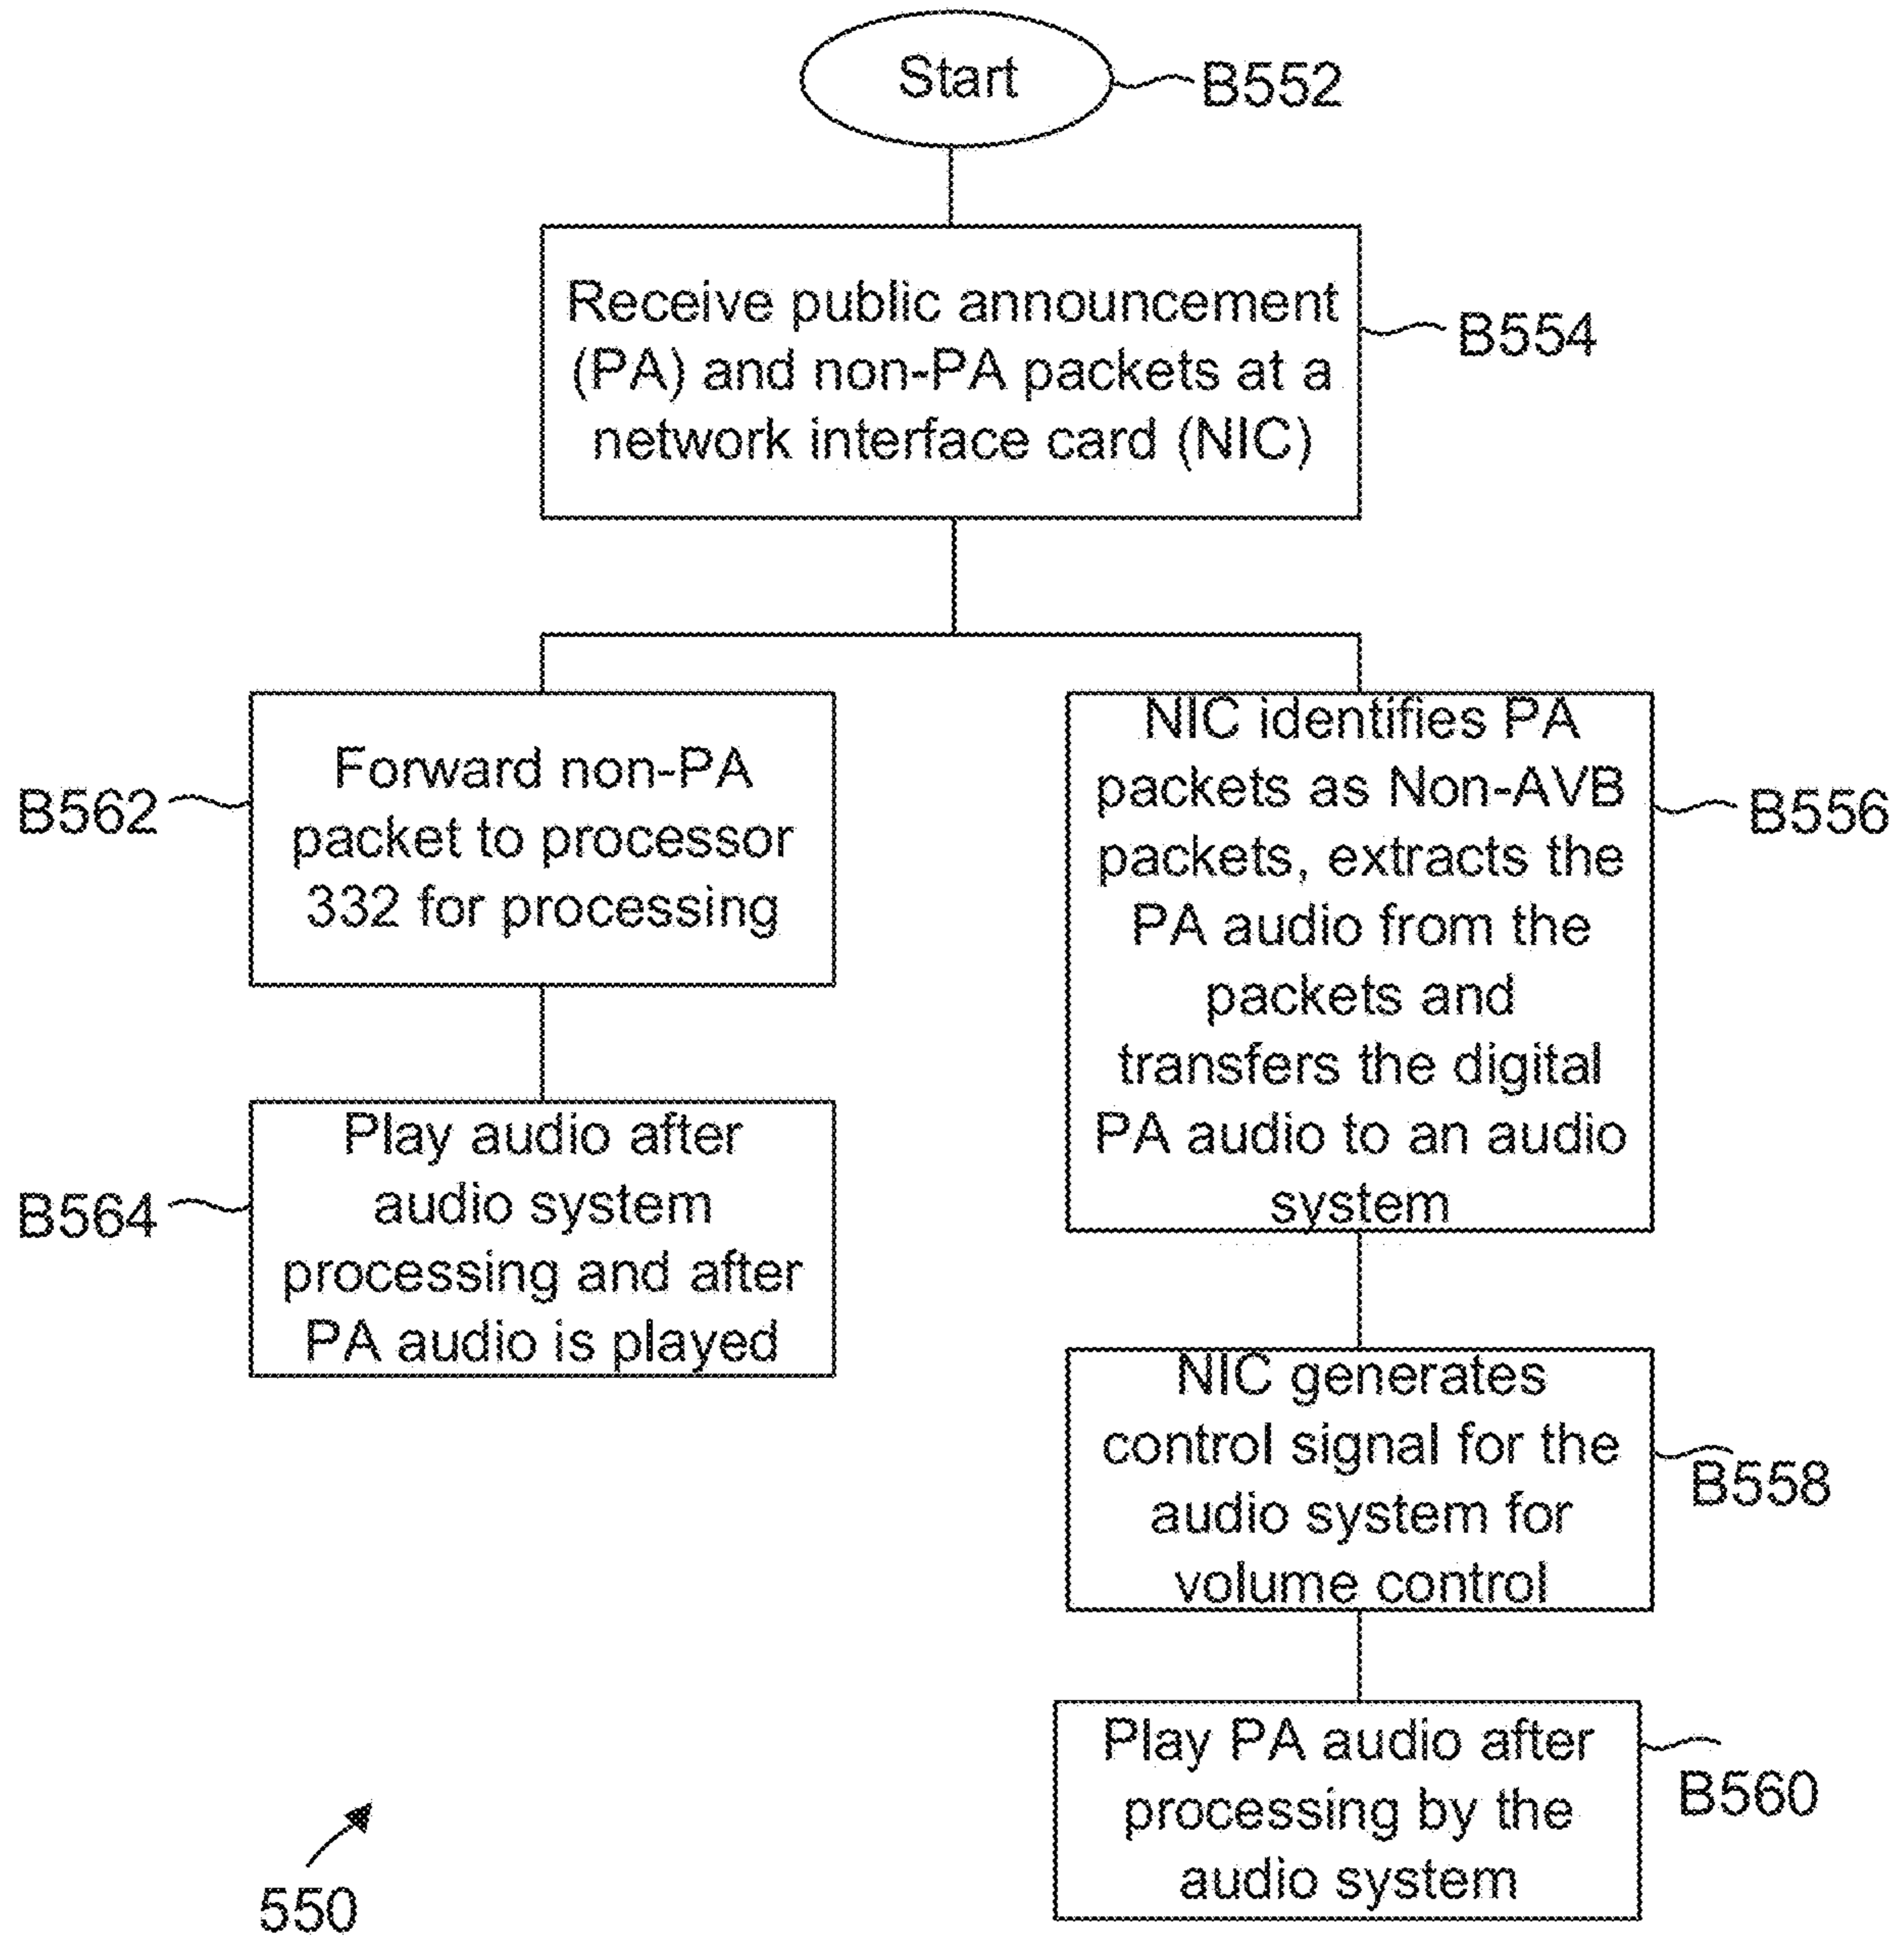 Start
B552
Receive public announcement
(PA) and non-PA packets at a
network interface card (NIC)
B554
Forward non-PA
packet to processor
332 for processing
B562
NIC identifies PA
packets as Non-AVB
packets, extracts the
PA audio from the
packets and
transfers the digital
PA audio to an audio
system
B556
Play audio after
audio system
processing and after
PA audio is played
B564
NIC generates
control signal for the
audio system for
volume control
B558
Play PA audio after
processing by the
audio system
B560
550